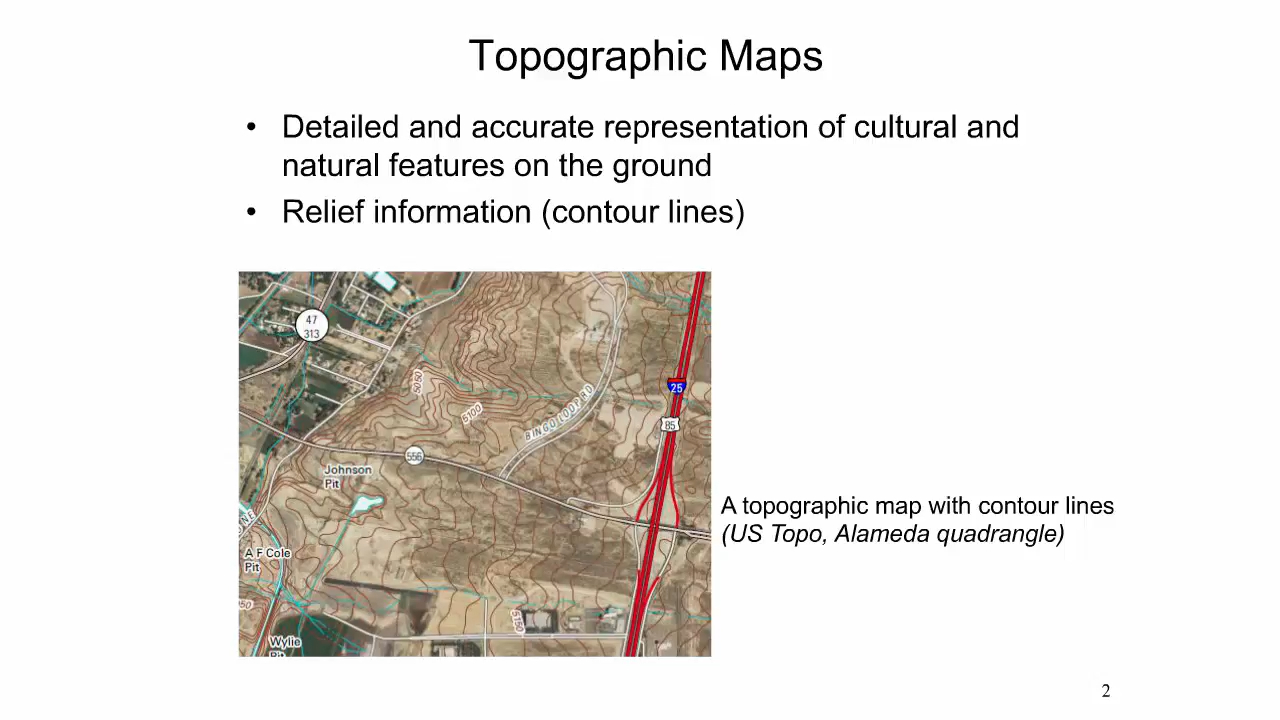 Topographic Maps
• Detailed and accurate representation of cultural and
natural features on the ground
• Relief information (contour lines)
47
313
25
5050
5100
BINGO LOOP RD
85
556
Johnson
Pit
A topographic map with contour lines
(US Topo, Alameda quadrangle)
A F Cole
Pit
5150
Wylie
2